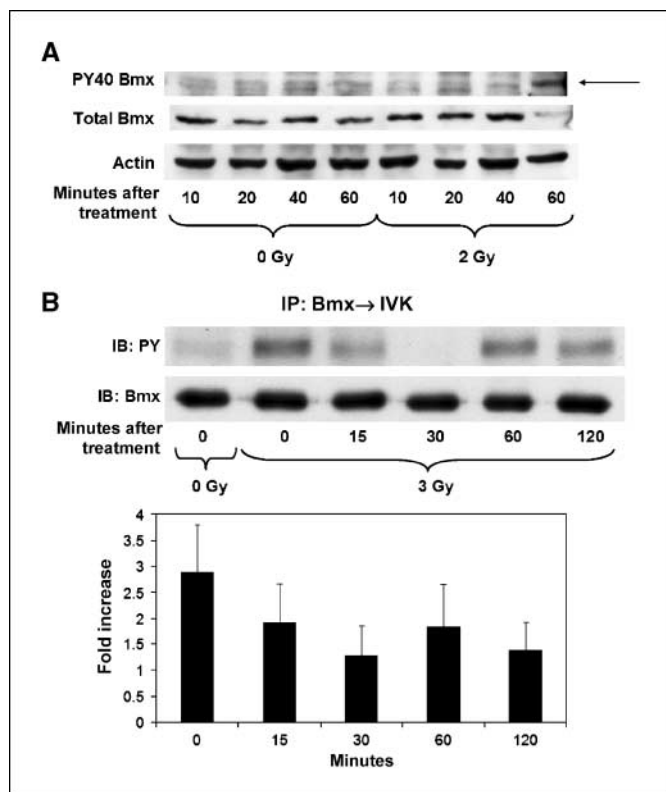 A
PY40 Bmx
Total Bmx
Actin
Minutes after treatment
10 20 40 60 10 20 40 60
0 Gy 2 Gy
B
IP: Bmx→ IVK
IB: PY
IB: Bmx
Minutes after treatment
0 0 15 30 60 120
0 Gy 3 Gy
Fold increase
4
3.5
3
2.5
2
1.5
1
0.5
0
0 15 30 60 120
Minutes